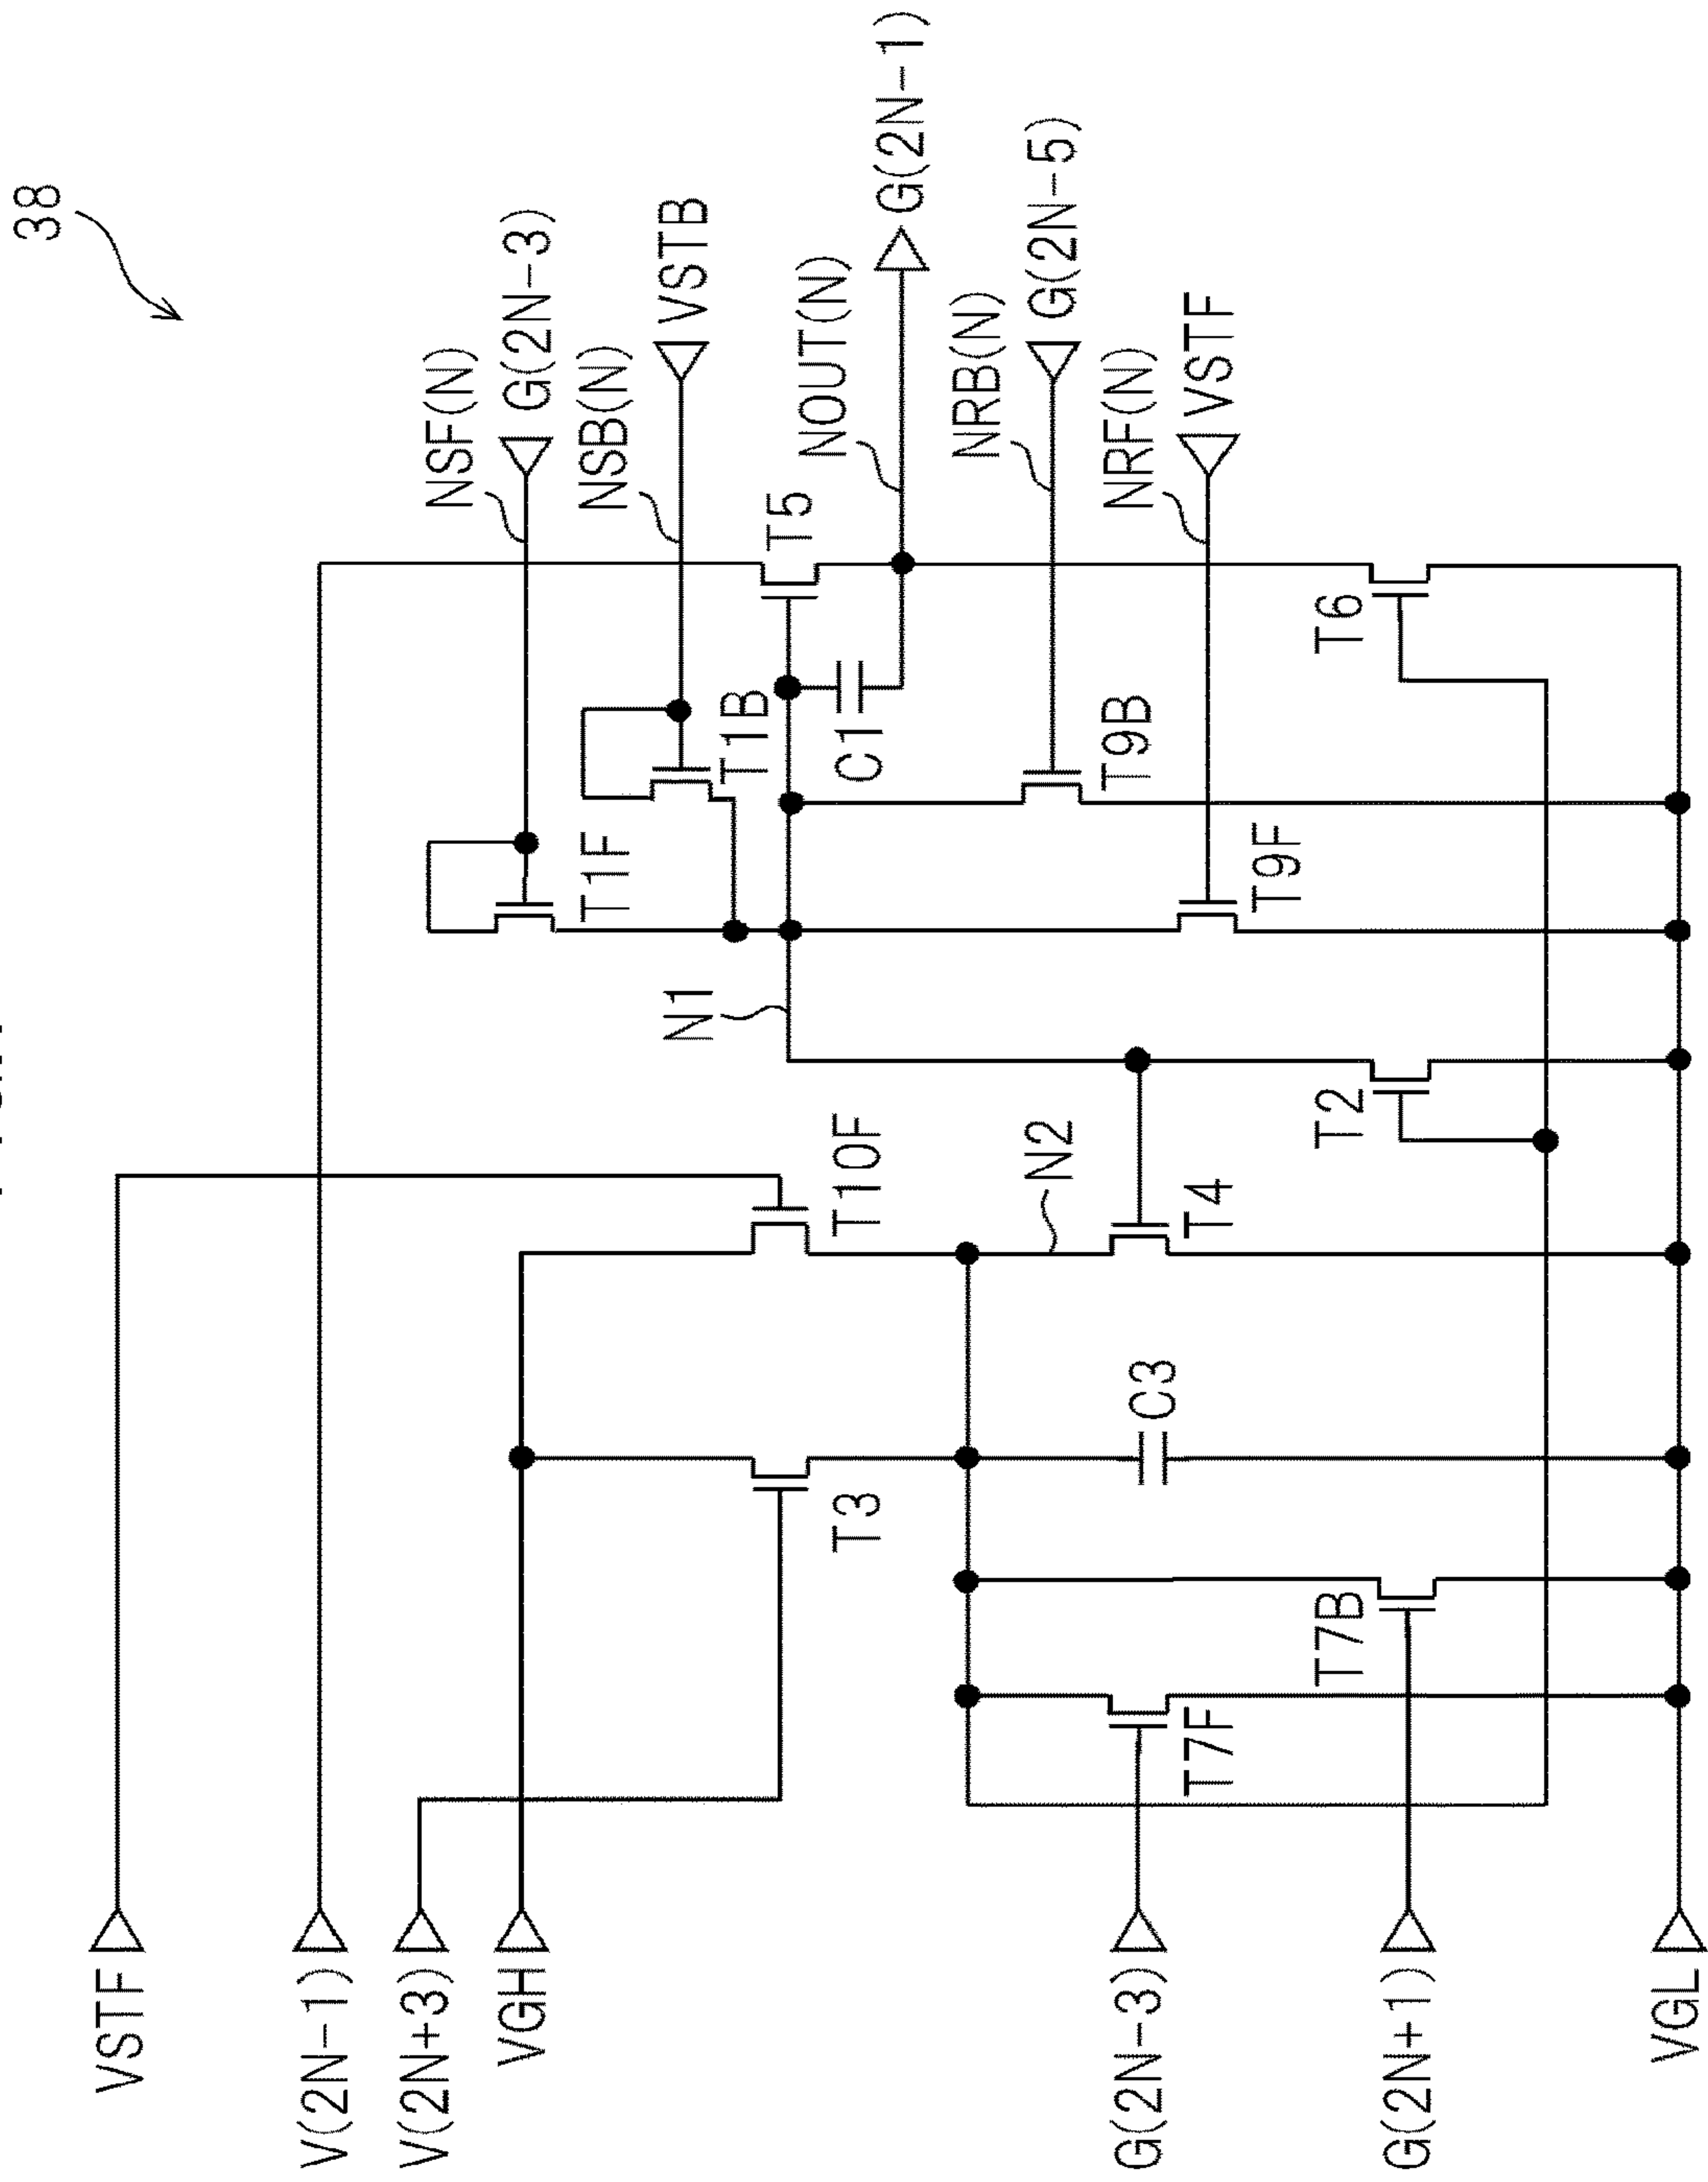 38
VSTF
V(2N-1)
V(2N+3)
VGH
G(2N-3)
G(2N+1)
VGL
NSF(N)
G(2N-3)
NSB(N)
VSTB
NOUT(N)
G(2N-1)
NRB(N)
G(2N-5)
NRF(N)
VSTF
T5
T1F
T1B
C1
T9B
T9F
T6
N1
T10F
N2
T4
T2
T3
C3
T7B
T7F